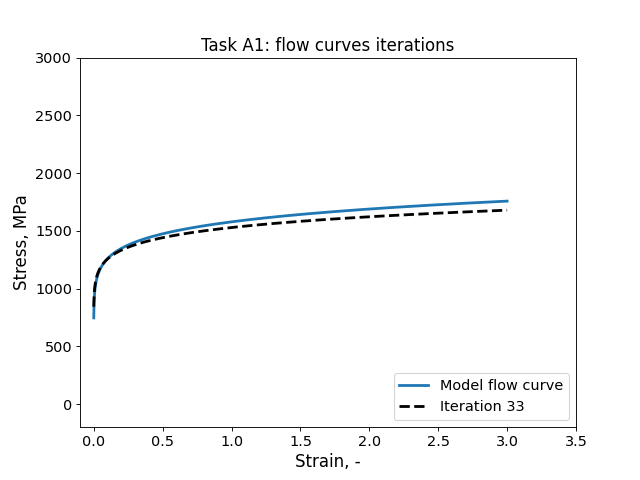 Task A1: flow curves iterations
3000
2500
2000
1500
1000
500
0
Stress, MPa
0.0 0.5 1.0 1.5 2.0 2.5 3.0 3.5
Strain, -
Model flow curve
Iteration 33